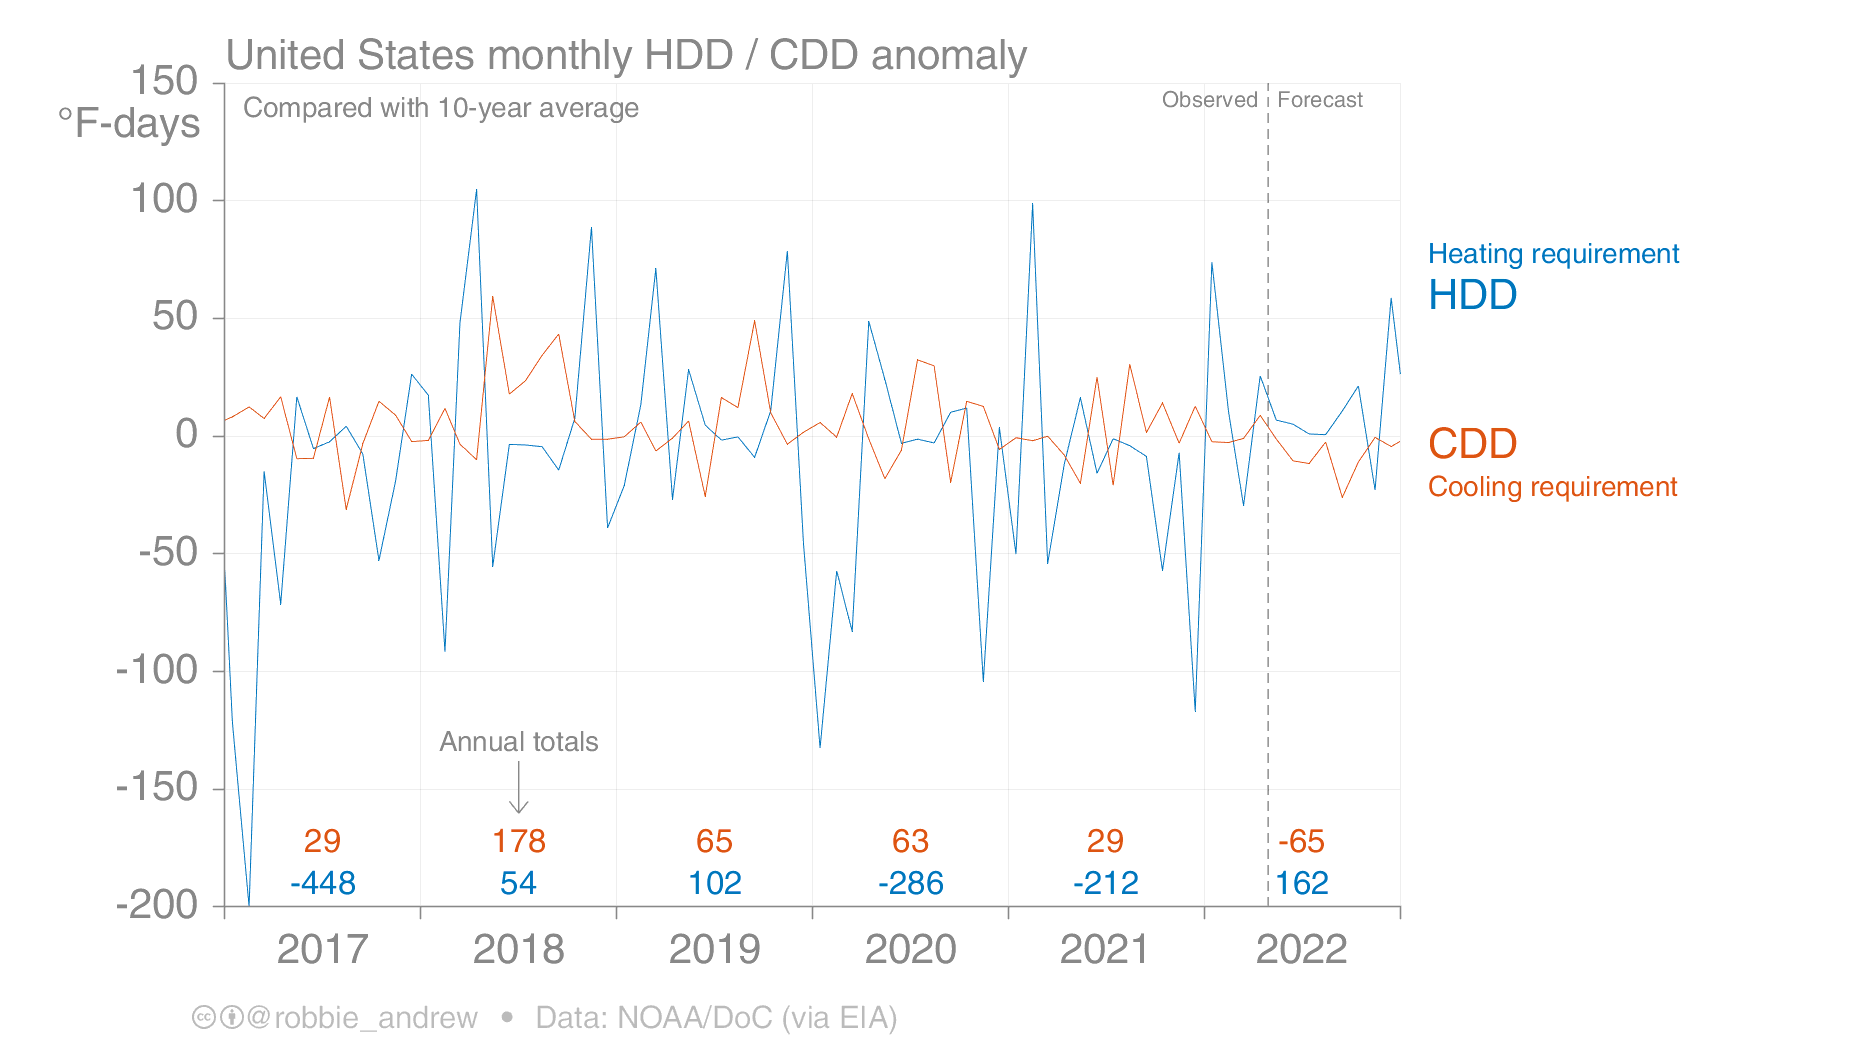 United States monthly HDD / CDD anomaly
150
°F-days
Compared with 10-year average
Observed
Forecast
100
50
0
-50
-100
-150
-200
Heating requirement
HDD
CDD
Cooling requirement
Annual totals
29 178 65 63 29 -65
-448 54 102 -286 -212 162
2017 2018 2019 2020 2021 2022
cc @robbie_andrew • Data: NOAA/DoC (via EIA)